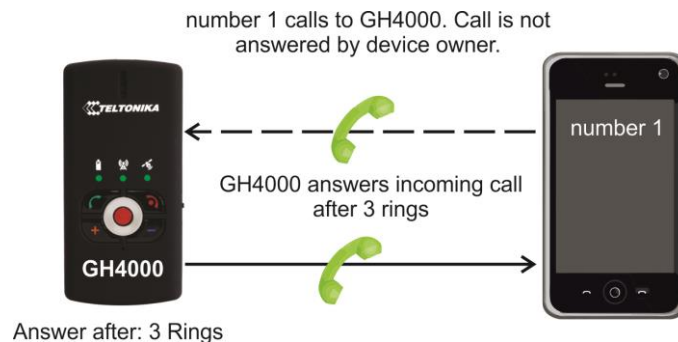 number 1 calls to GH4000. Call is not
answered by device owner.
TELTONIKA
number 1
GH4000 answers incoming call
after 3 rings
GH4000
Answer after: 3 Rings